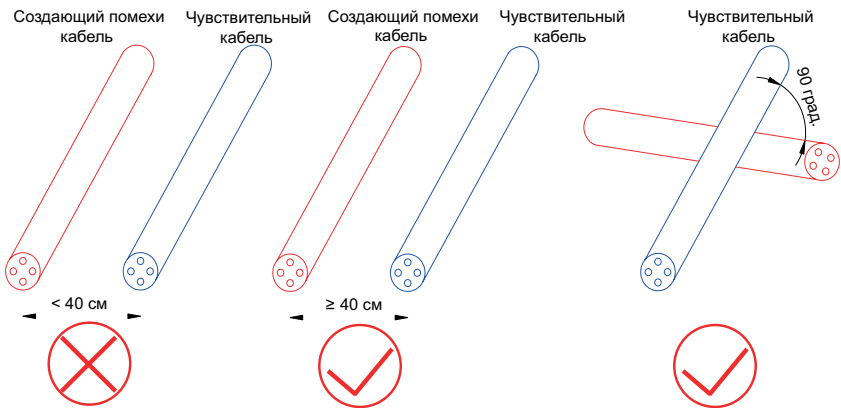 Создающий помехи
кабель
Чувствительный
кабель
Создающий помехи
кабель
Чувствительный
кабель
Чувствительный
кабель
90 град.
< 40 см
≥ 40 см